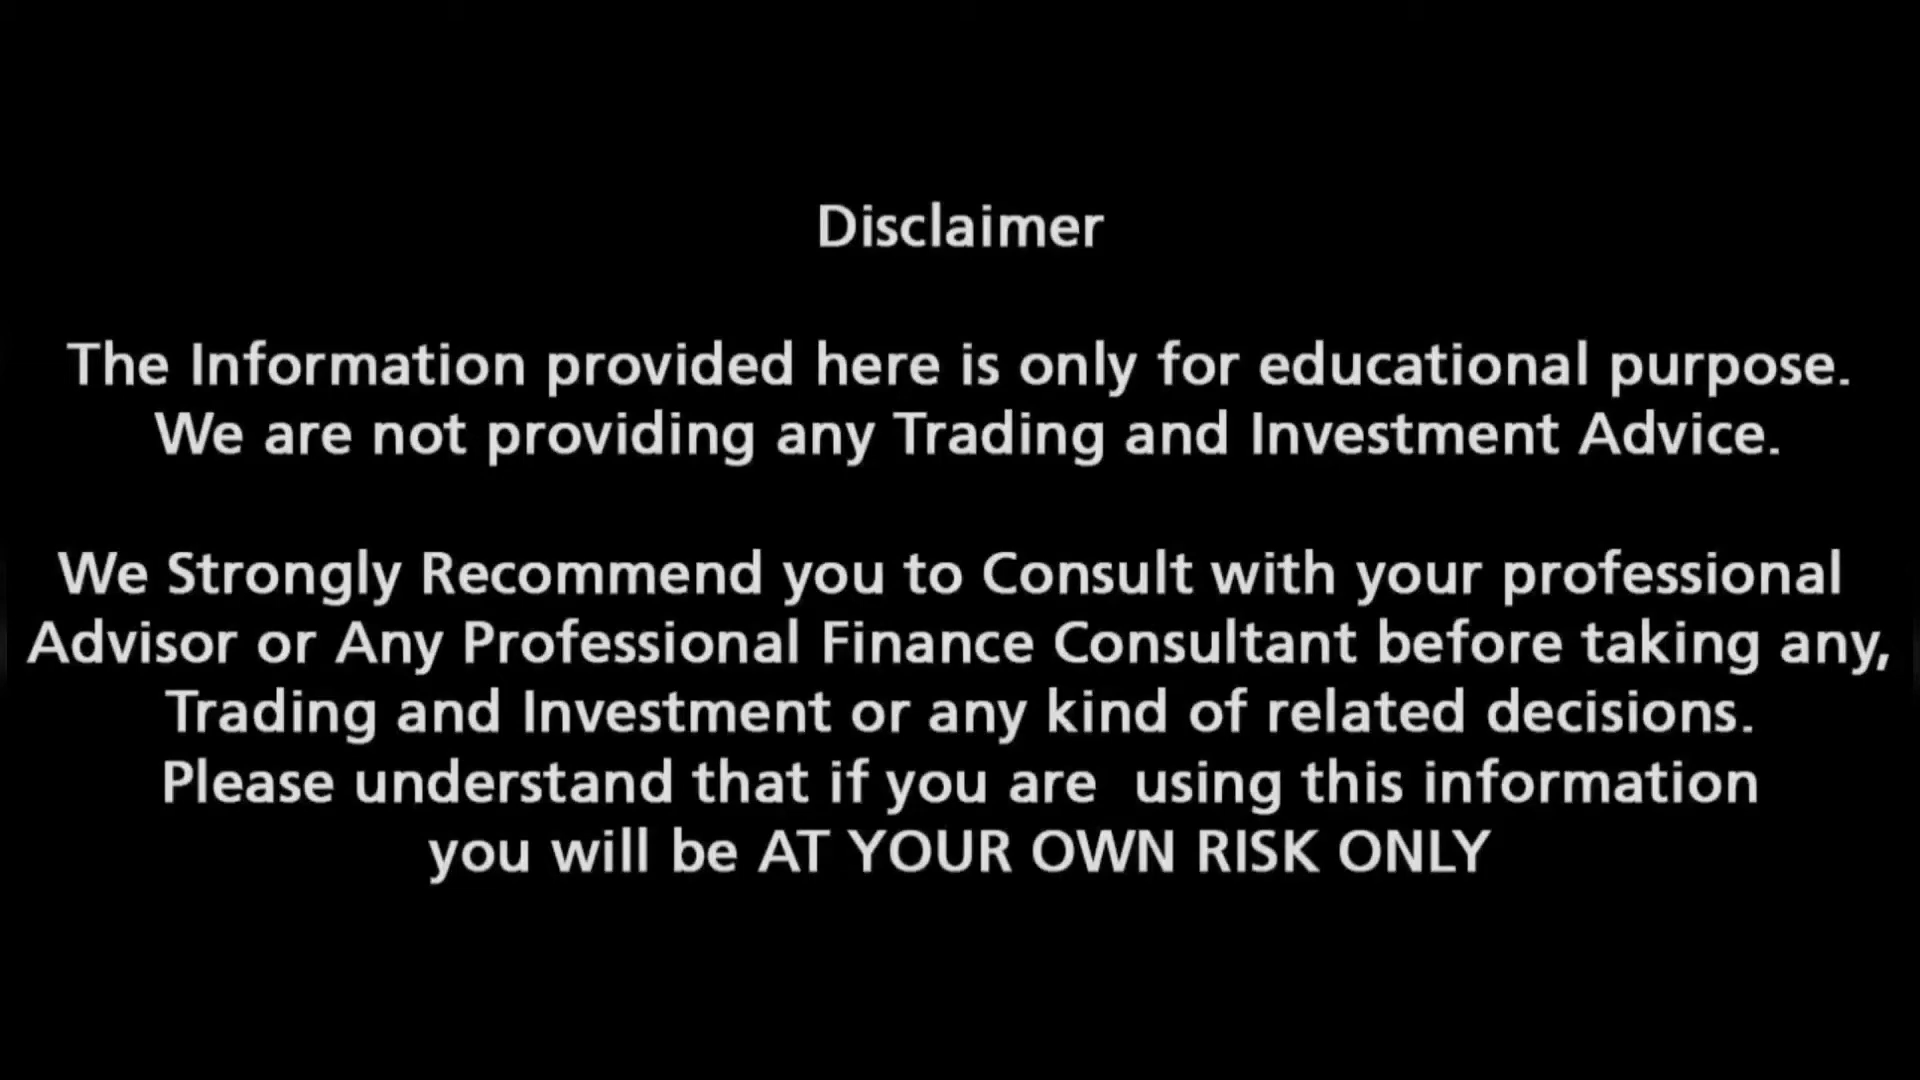 Disclaimer
The Information provided here is only for educational purpose.
We are not providing any Trading and Investment Advice.
We Strongly Recommend you to Consult with your professional
Advisor or Any Professional Finance Consultant before taking any,
Trading and Investment or any kind of related decisions.
Please understand that if you are  using this information
you will be AT YOUR OWN RISK ONLY